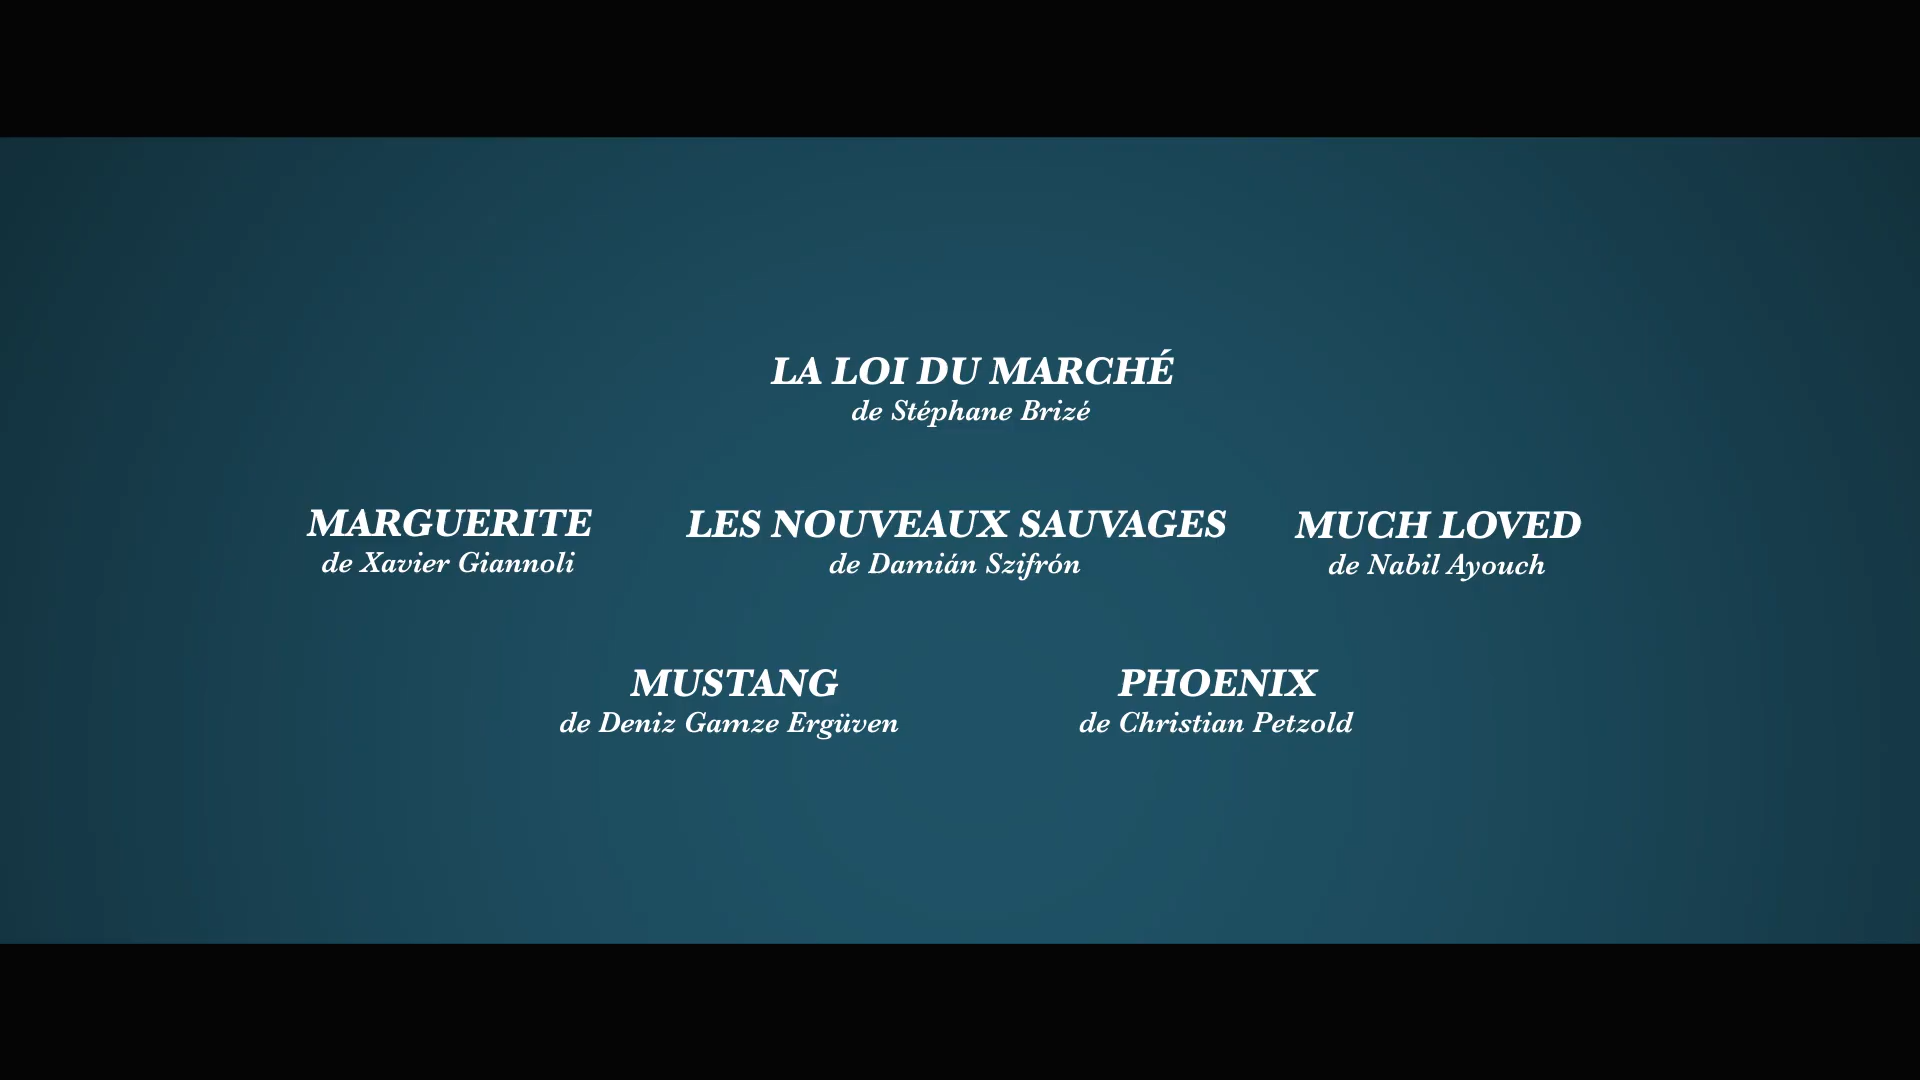 LA LOI DU MARCHÉ
de Stéphane Brizé
MARGUERITE
de Xavier Giannoli
LES NOUVEAUX SAUVAGES
de Damián Szifrón
MUCH LOVED
de Nabil Ayouch
MUSTANG
de Deniz Gamze Ergüven
PHOENIX
de Christian Petzold